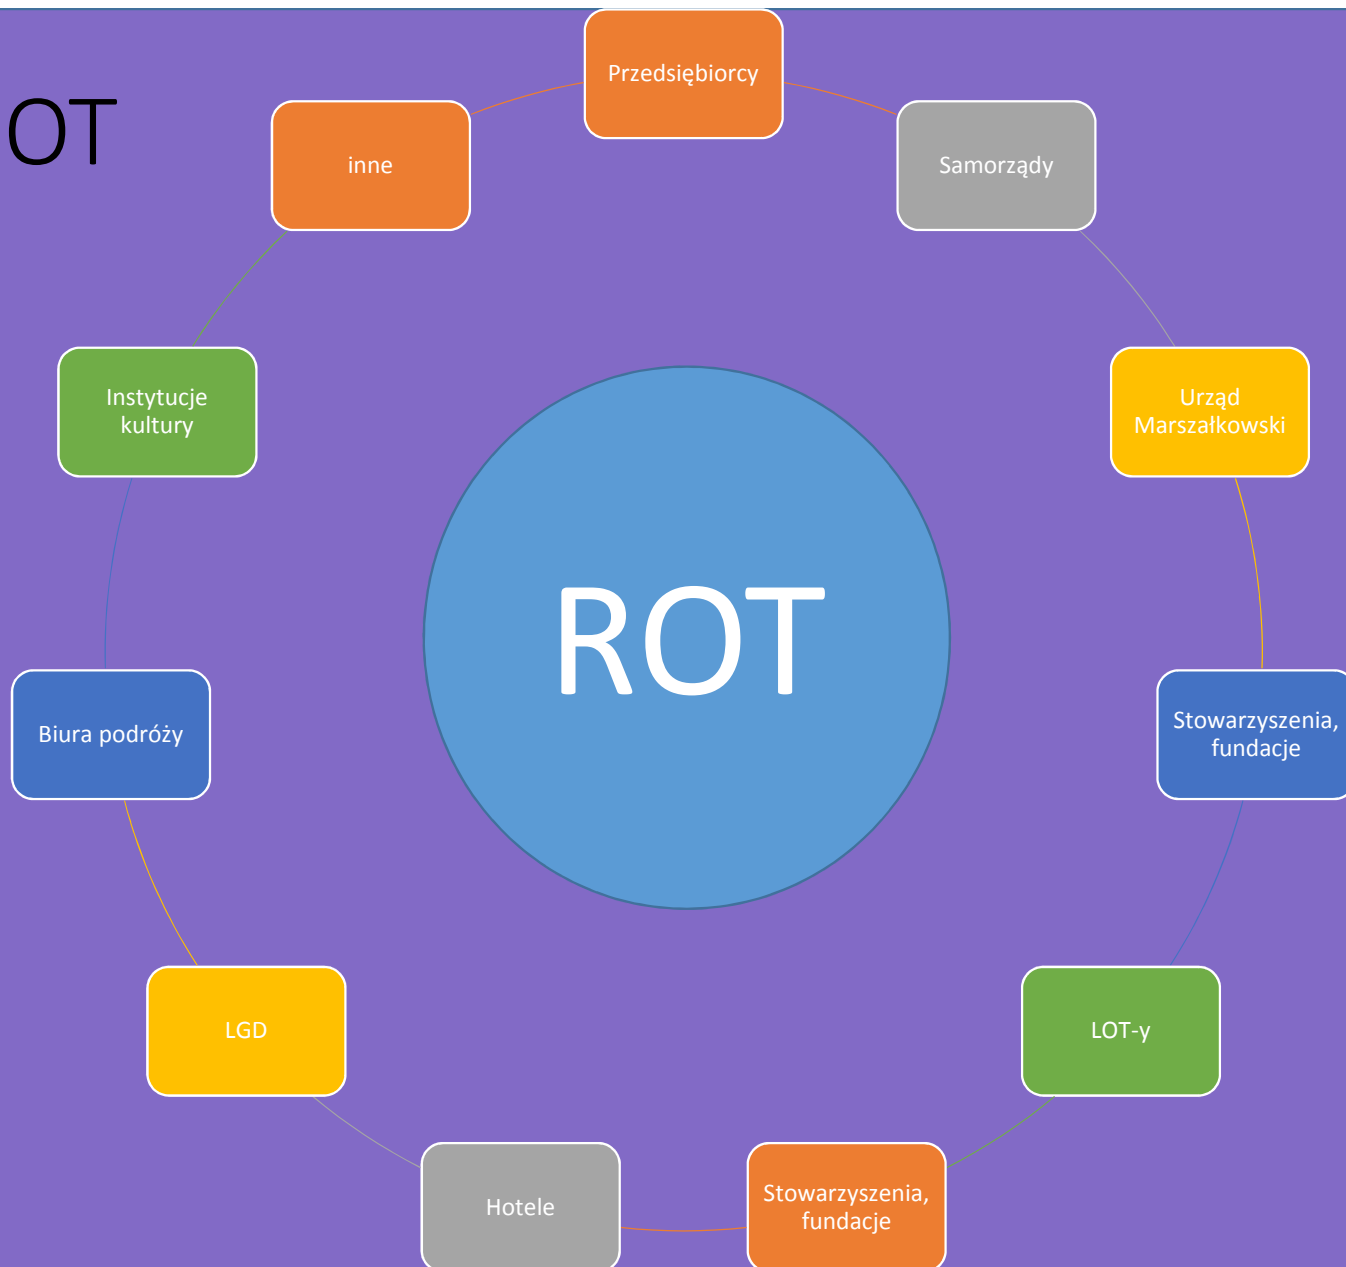 OT
Przedsiębiorcy
inne
Samorządy
Instytucje
kultury
Urząd
Marszałkowski
ROT
Biura podróży
Stowarzyszenia,
fundacje
LGD
LOT-y
Hotele
Stowarzyszenia,
fundacje